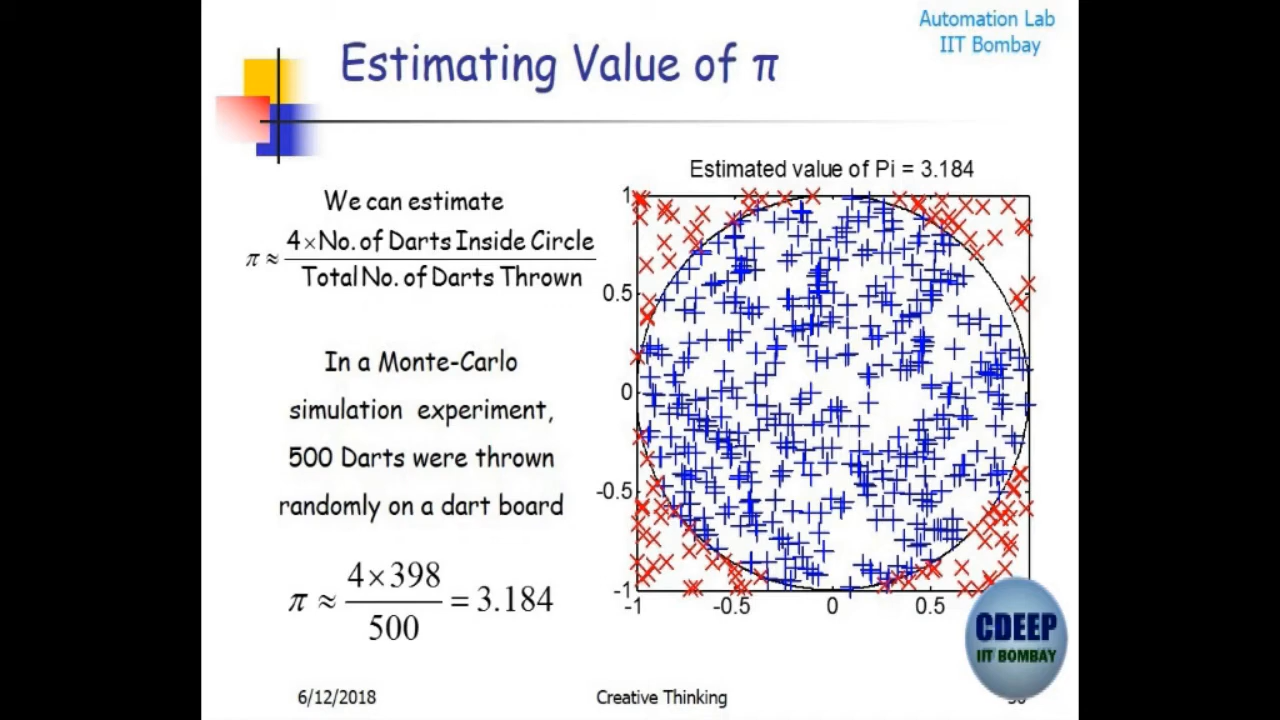 Automation Lab
IIT Bombay
Estimating Value of π
We can estimate
π ≈ 4×No. of Darts Inside Circle / Total No. of Darts Thrown
In a Monte-Carlo
simulation experiment,
500 Darts were thrown
randomly on a dart board
π ≈ 4×398 / 500 = 3.184
Estimated value of Pi = 3.184
1
0.5
0
-0.5
-1
-1 -0.5 0 0.5
CDEEP
IIT BOMBAY
6/12/2018
Creative Thinking